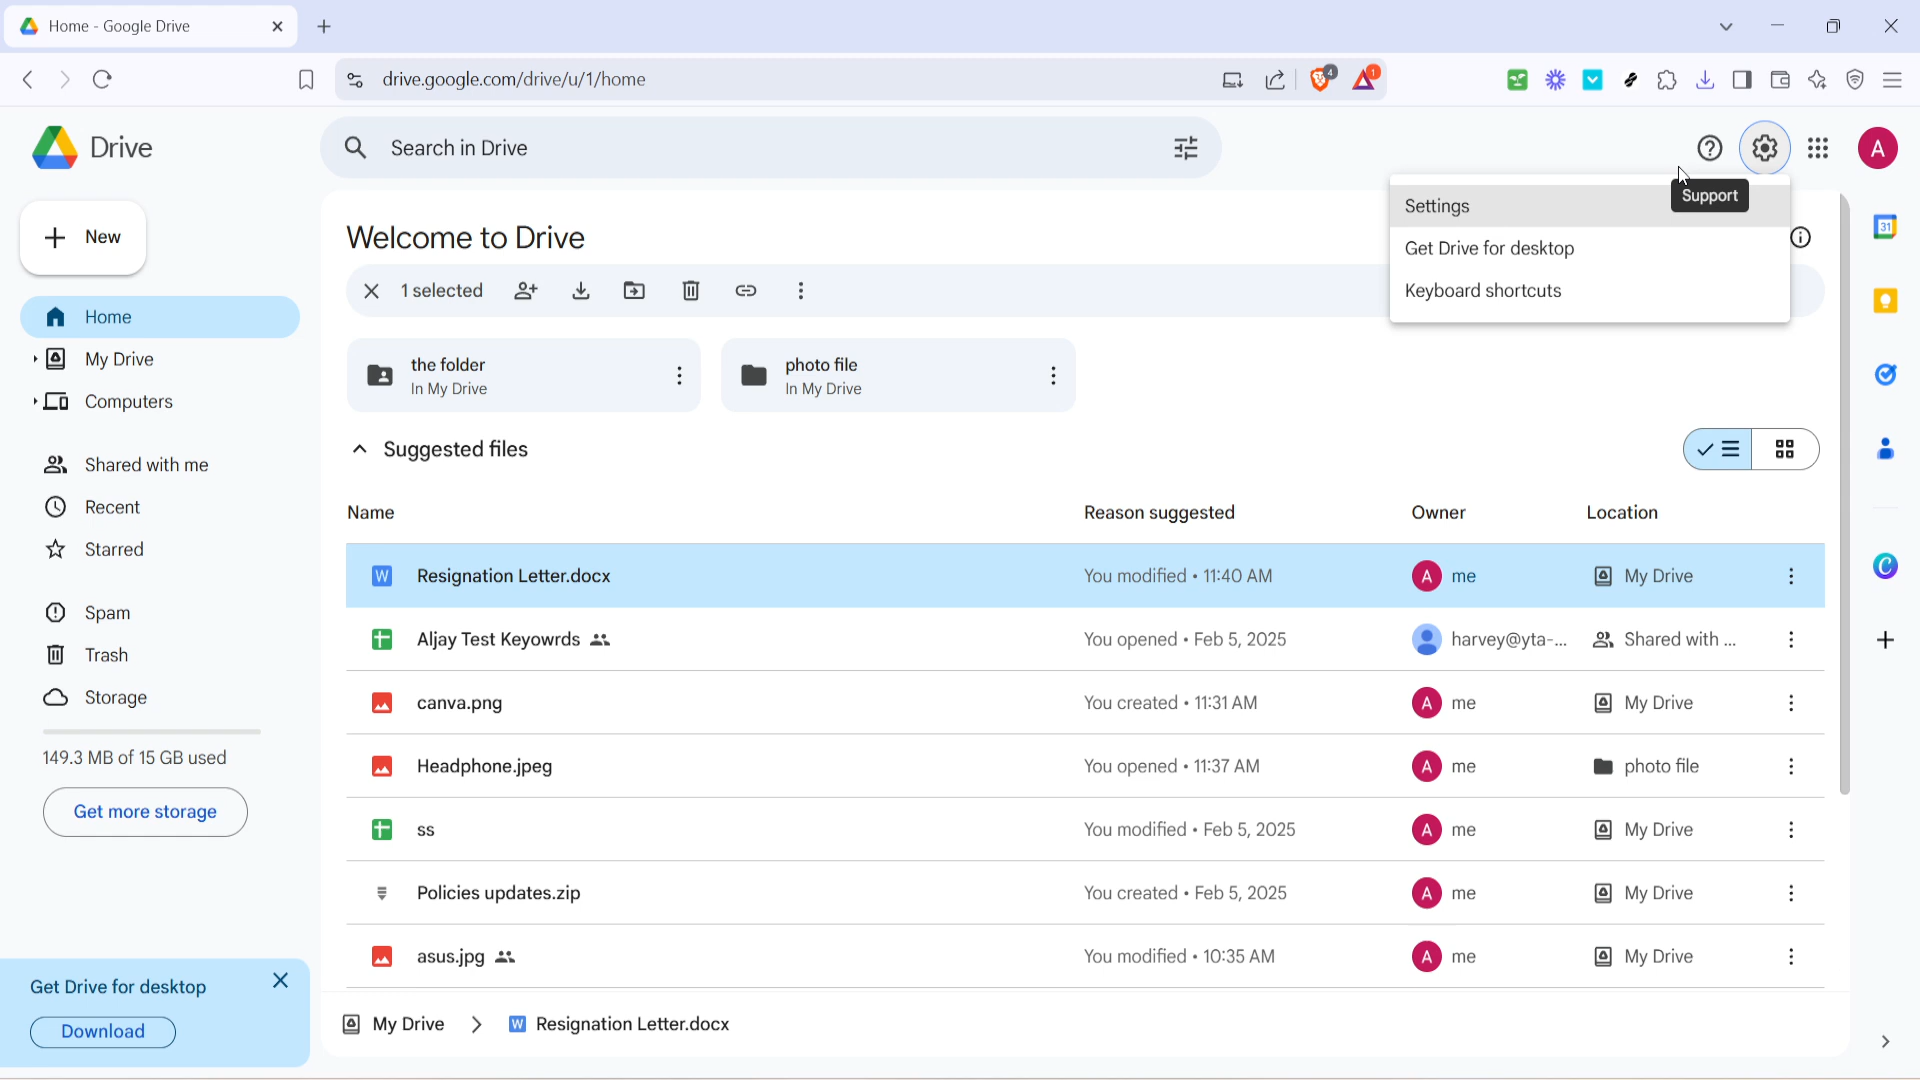 Home - Google Drive
drive.google.com/drive/u/1/home
4
1
Drive
Search in Drive
A
Support
Settings
Get Drive for desktop
Keyboard shortcuts
New
Welcome to Drive
31
1 selected
Home
My Drive
Computers
Shared with me
Recent
Starred
Spam
Trash
Storage
149.3 MB of 15 GB used
Get more storage
Get Drive for desktop
Download
the folder
In My Drive
photo file
In My Drive
Suggested files
Name Reason suggested Owner Location
W Resignation Letter.docx You modified • 11:40 AM A me My Drive
Aljay Test Keyowrds You opened • Feb 5, 2025 harvey@yta-... Shared with ...
canva.png You created • 11:31 AM A me My Drive
Headphone.jpeg You opened • 11:37 AM A me photo file
ss You modified • Feb 5, 2025 A me My Drive
Policies updates.zip You created • Feb 5, 2025 A me My Drive
asus.jpg You modified • 10:35 AM A me My Drive
My Drive > W Resignation Letter.docx